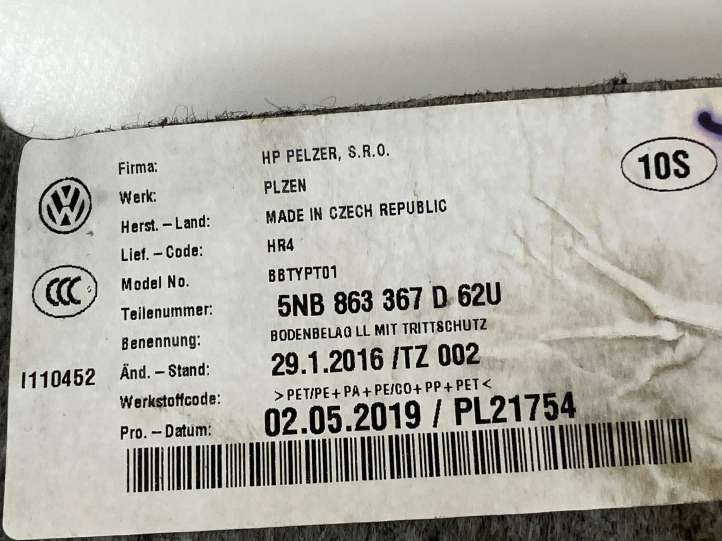 Firma: HP PELZER, S.R.O.
Werk: PLZEN
Herst.-Land: MADE IN CZECH REPUBLIC
Lief.-Code: HR4
Model No. BBTYPT01
Teilenummer: 5NB 863 367 D 62U
Benennung: BODENBELAG LL MIT TRITTSCHUTZ
Änd.-Stand: 29.1.2016 /TZ 002
Werkstoffcode: >PET/PE+PA+PE/CO+PP+PET<
Pro.-Datum: 02.05.2019 / PL21754
VW
CCC
I110452
10S